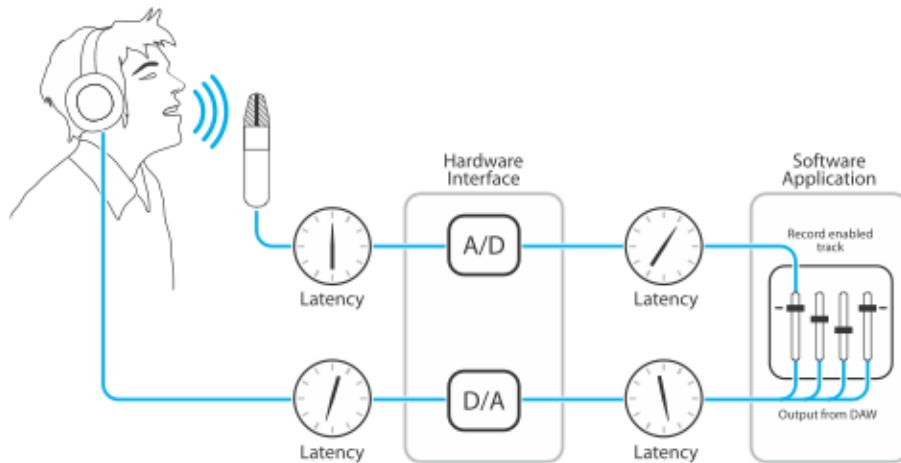 Hardware
Interface
Software
Application
Record enabled
track
A/D
Latency
Latency
D/A
Output from DAW
Latency
Latency